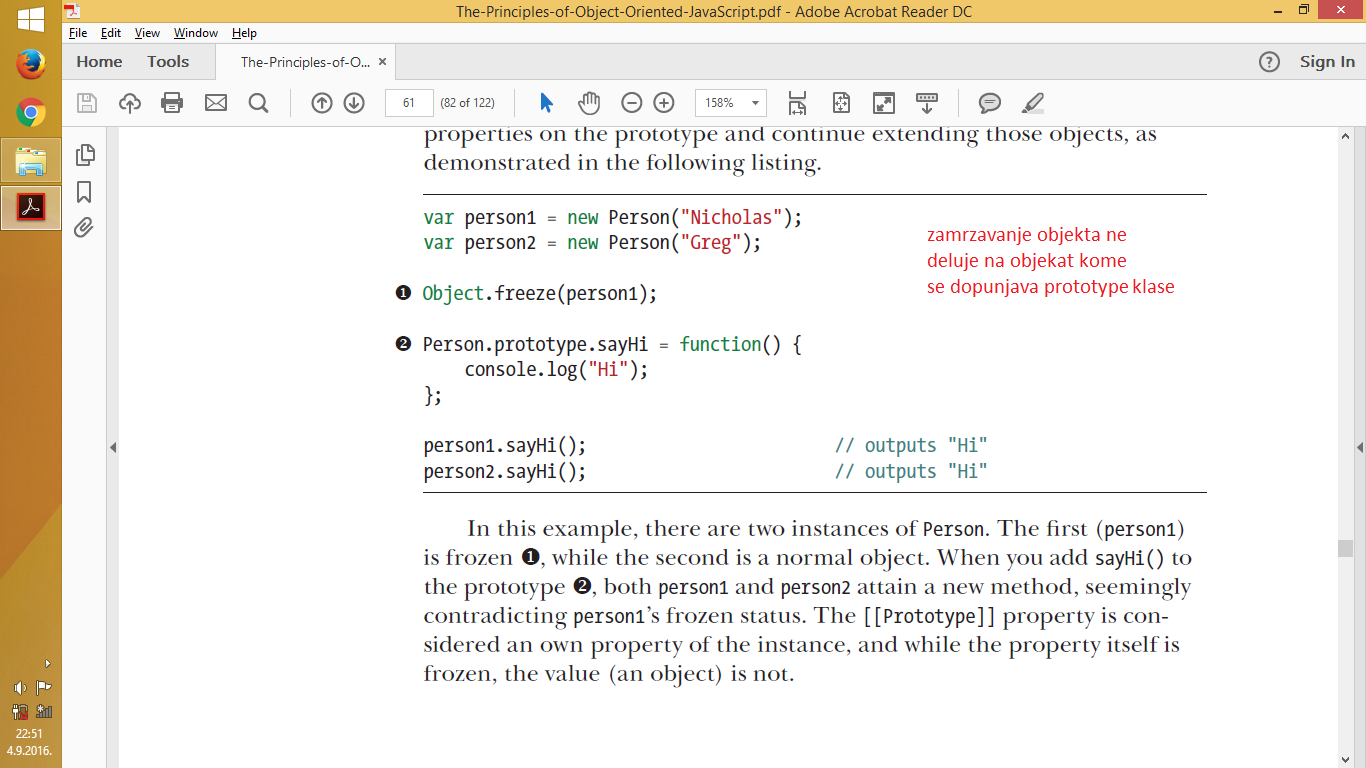 The-Principles-of-Object-Oriented-JavaScript.pdf - Adobe Acrobat Reader DC
File Edit View Window Help
Home Tools The-Principles-of-O... × Sign In
61 (82 of 122) 158%
properties on the prototype and continue extending those objects, as
demonstrated in the following listing.
var person1 = new Person("Nicholas");
var person2 = new Person("Greg");
❶ Object.freeze(person1);
❷ Person.prototype.sayHi = function() {
console.log("Hi");
};
person1.sayHi(); // outputs "Hi"
person2.sayHi(); // outputs "Hi"
zamrzavanje objekta ne
deluje na objekat kome
se dopunjava prototype klase
In this example, there are two instances of Person. The first (person1)
is frozen ❶, while the second is a normal object. When you add sayHi() to
the prototype ❷, both person1 and person2 attain a new method, seemingly
contradicting person1's frozen status. The [[Prototype]] property is con-
sidered an own property of the instance, and while the property itself is
frozen, the value (an object) is not.
22:51
4.9.2016.